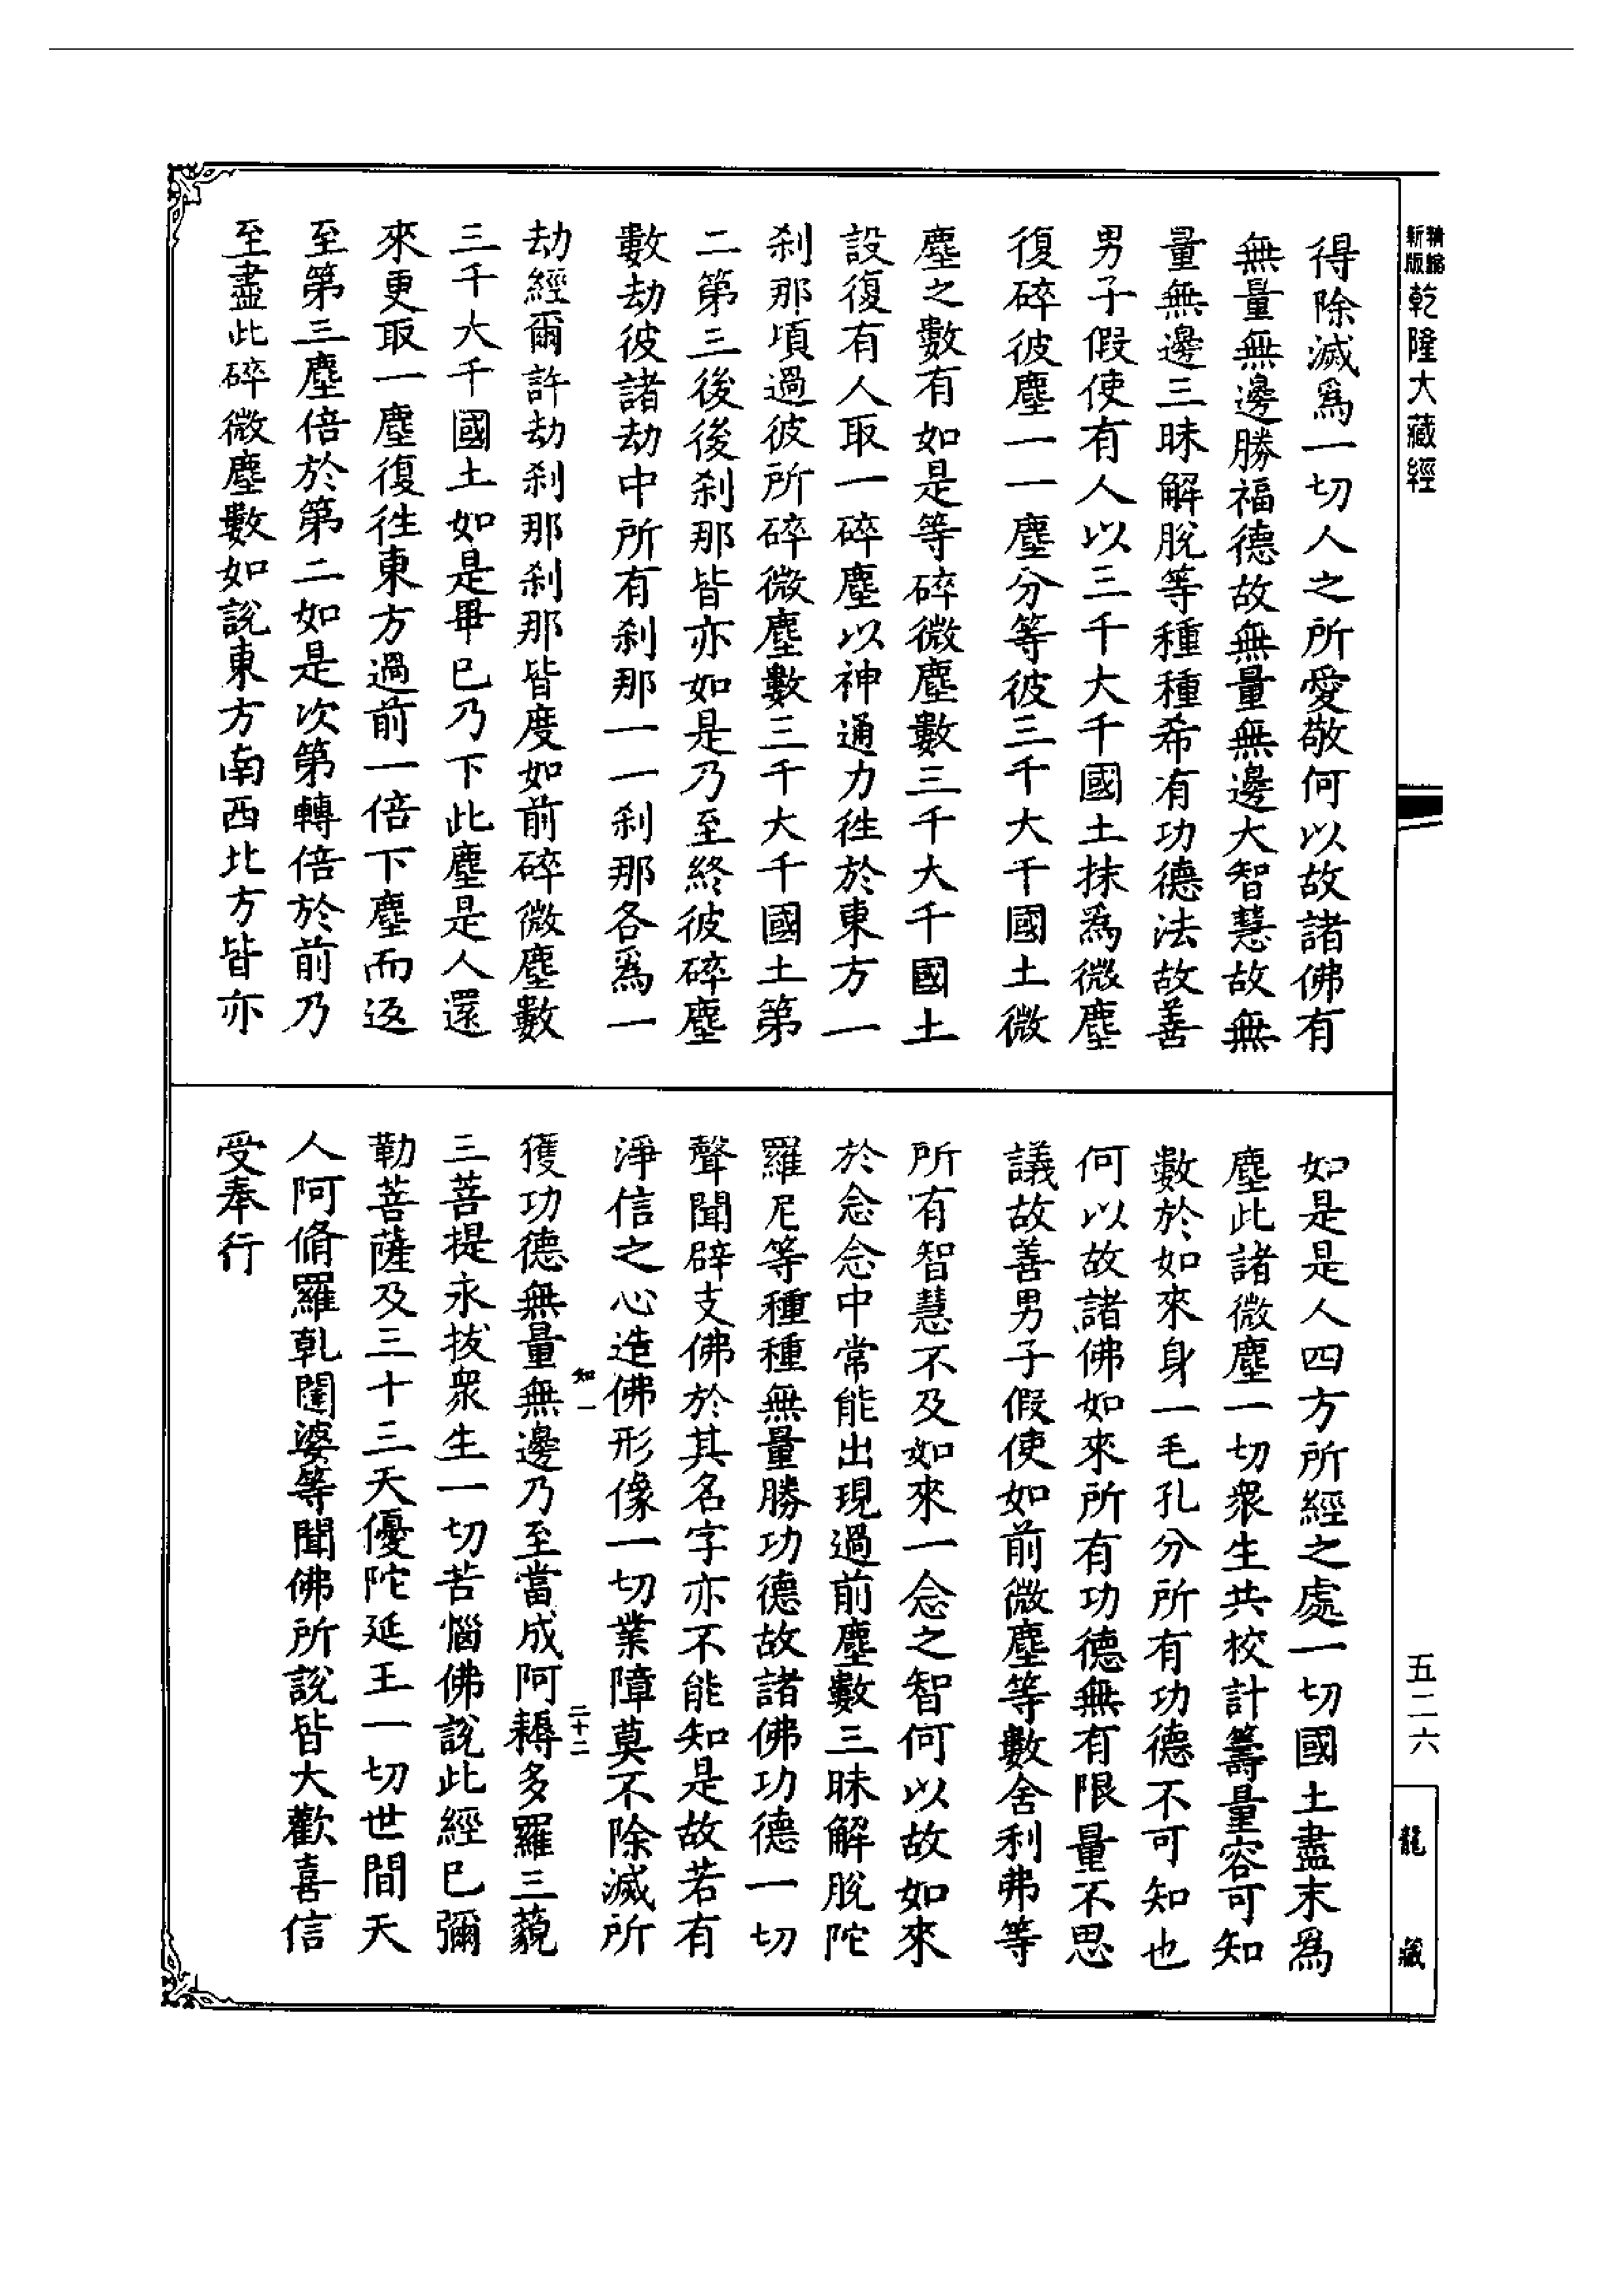 新編縮版
乾隆大藏經
得除滅爲一切人之所愛敬何以故諸佛有
無量無邊勝福德故無量無邊大智慧故無
量無邊三昧解脫等種種希有功德法故善
男子假使有人以三千大千國土抹爲微塵
復碎彼塵一一塵分等彼三千大千國土微
塵之數有如是等碎微塵數三千大千國土
設復有人取一碎塵以神通力徃於東方一
刹那頃過彼所碎微塵數三千大千國土第
二第三後後刹那皆亦如是乃至終彼碎塵
數劫彼諸劫中所有刹那一一刹那各爲一
劫經爾許劫刹那刹那皆度如前碎微塵數
三千大千國土如是畢巳乃下此塵是人還
來更取一塵復徃東方過前一倍下塵而返
至第三塵倍於第二如是次第轉倍於前乃
至盡此碎微塵數如說東方南西北方皆亦
如是是人四方所經之處一切國土盡末爲
塵此諸微塵一切衆生共校計籌量容可知
數於如來身一毛孔分所有功德不可知也
何以故諸佛如來所有功德無有限量不思
議故善男子假使如前微塵等數舍利弗等
所有智慧不及如來一念之智何以故如來
於念念中常能出現過前塵數三昧解脫陀
羅尼等種種無量勝功德故諸佛功德一切
聲聞辟支佛於其名字亦不能知是故若有
淨信之心造佛形像一切業障莫不除滅所
知一
二十二
獲功德無量無邊乃至當成阿耨多羅三藐
三菩提永拔衆生一切苦惱佛說此經巳彌
勒菩薩及三十三天優陀延王一切世間天
人阿脩羅乹闥婆等聞佛所說皆大歡喜信
受奉行
五二六
龍藏